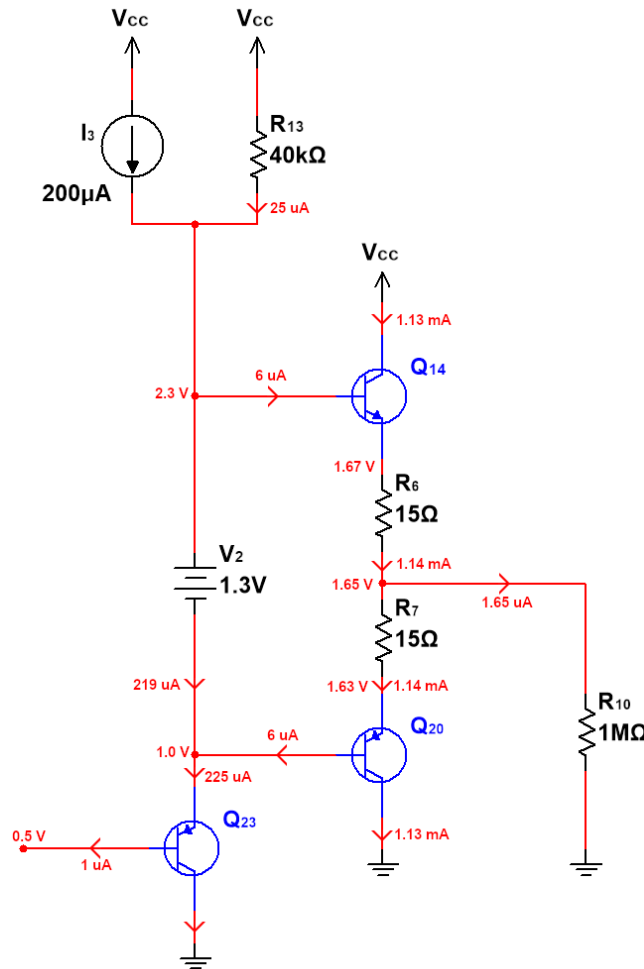 Vcc
Vcc
I3
R13
40kΩ
200µA
25 uA
Vcc
1.13 mA
Q14
6 uA
2.3 V
1.67 V
R6
15Ω
V2
1.3V
1.14 mA
1.65 V
1.65 uA
R7
15Ω
219 uA
1.63 V
1.14 mA
R10
1MΩ
Q20
6 uA
1.0 V
225 uA
Q23
0.5 V
1 uA
1.13 mA